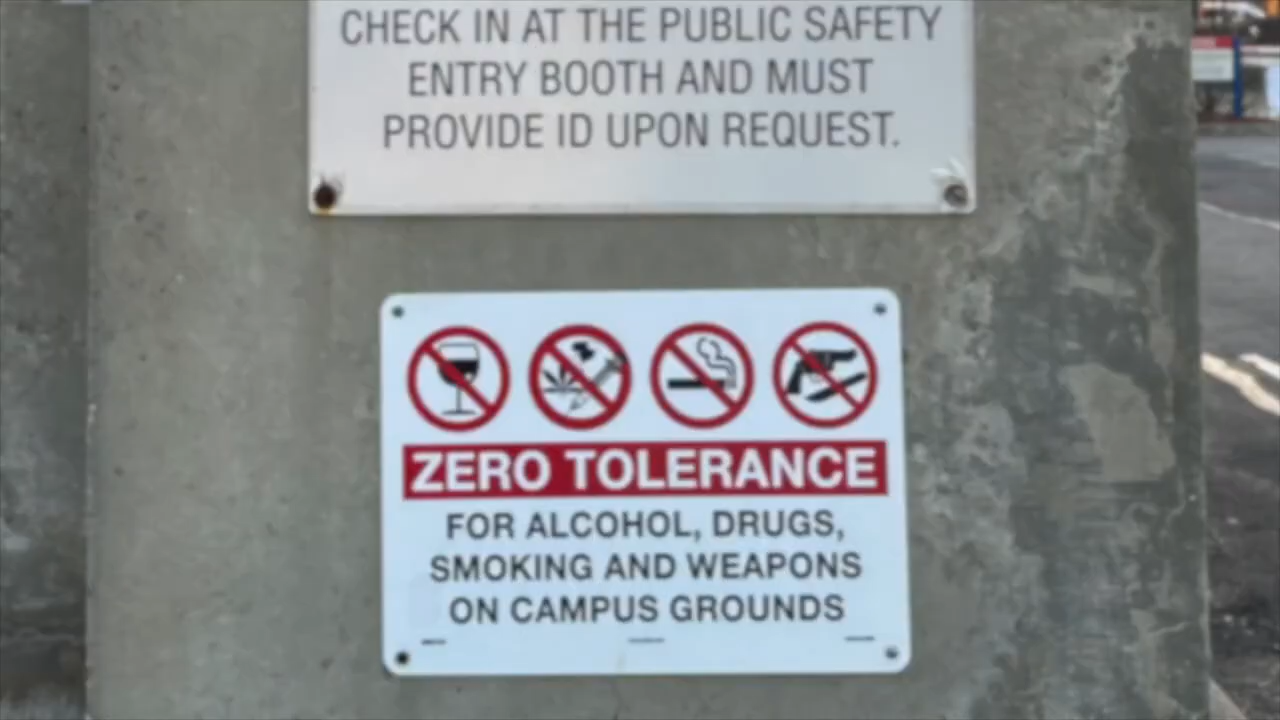 CHECK IN AT THE PUBLIC SAFETY
ENTRY BOOTH AND MUST
PROVIDE ID UPON REQUEST.
ZERO TOLERANCE
FOR ALCOHOL, DRUGS,
SMOKING AND WEAPONS
ON CAMPUS GROUNDS